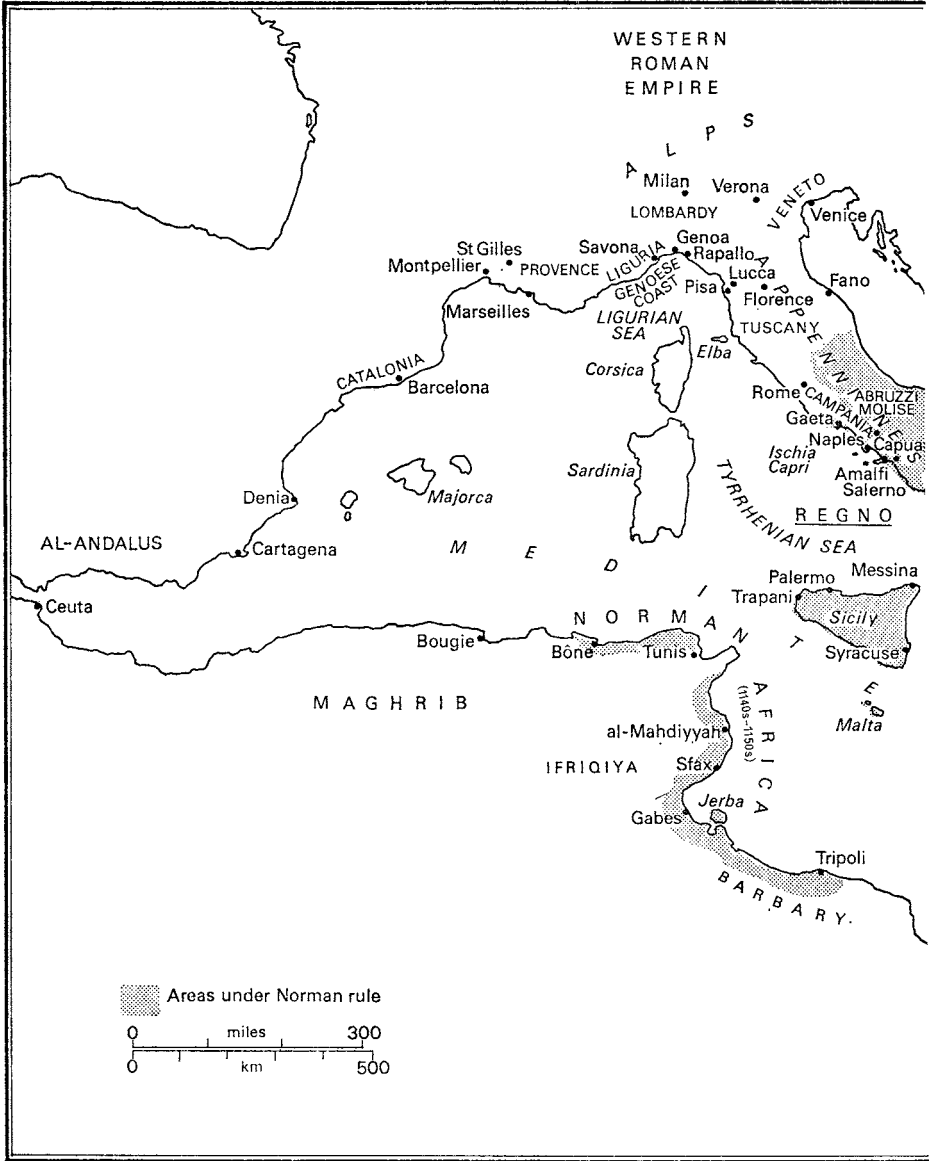 WESTERN
ROMAN
EMPIRE
ALPS
Milan
Verona
LOMBARDY
VENETO
Venice
St Gilles
Montpellier
PROVENCE
Marseilles
Savona
Genoa
Rapallo
LIGURIA
GENOESE
COAST
LIGURIAN
SEA
Lucca
Pisa
Florence
Fano
TUSCANY
APPENNINES
Elba
Corsica
CATALONIA
Barcelona
Rome
CAMPANIA
ABRUZZI
MOLISE
Gaeta
Naples
Capua
Ischia
Capri
Amalfi
Salerno
Sardinia
Majorca
Denia
TYRRHENIAN SEA
REGNO
AL-ANDALUS
Cartagena
MEDITE
Ceuta
Palermo
Messina
Trapani
Sicily
Syracuse
Malta
NORMAN
AFRICA
(1140s–1150s)
Bougie
Bône
Tunis
MAGHRIB
al-Mahdiyyah
IFRIQIYA
Sfax
Jerba
Gabes
Tripoli
BARBARY
Areas under Norman rule
0 miles 300
0 km 500